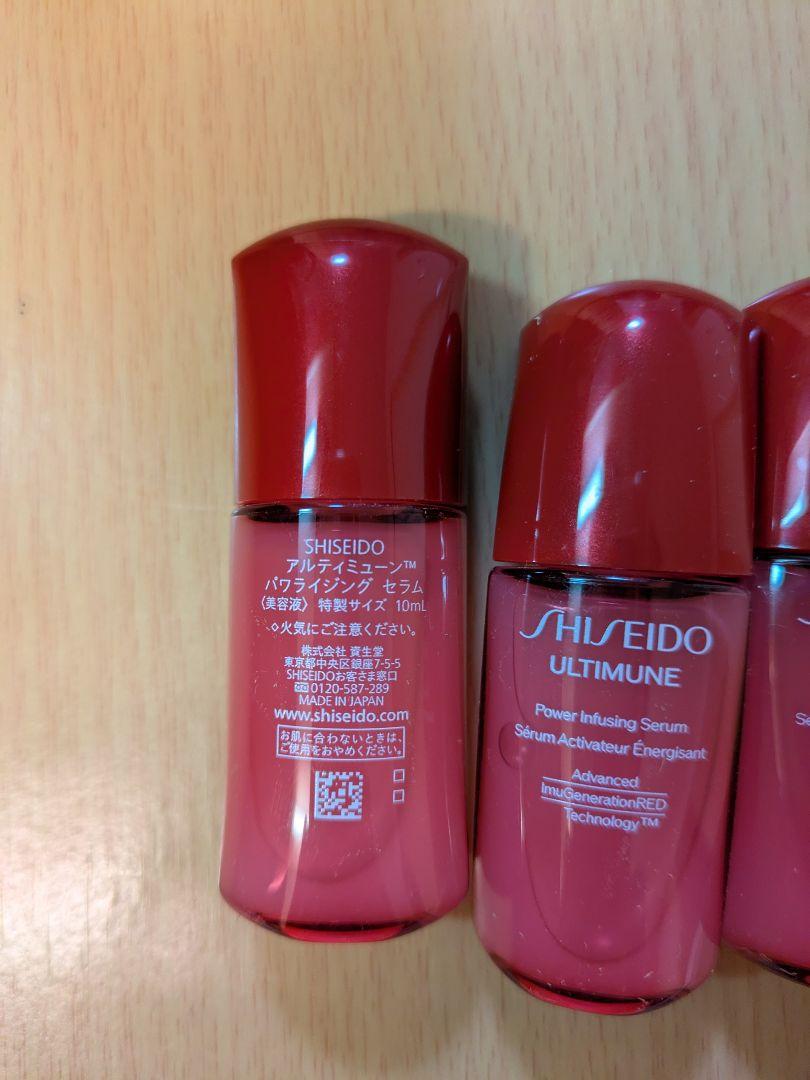 SHISEIDO
アルティミューン™
パワライジング セラム
〈美容液〉 特製サイズ 10mL
◇火気にご注意ください。
株式会社 資生堂
東京都中央区銀座7-5-5
SHISEIDOお客さま窓口
0120-587-289
MADE IN JAPAN
www.shiseido.com
お肌に合わないときは、
ご使用をおやめください。
SHISEIDO
ULTIMUNE
Power Infusing Serum
Sérum Activateur Énergisant
Advanced
ImuGenerationRED
Technology™